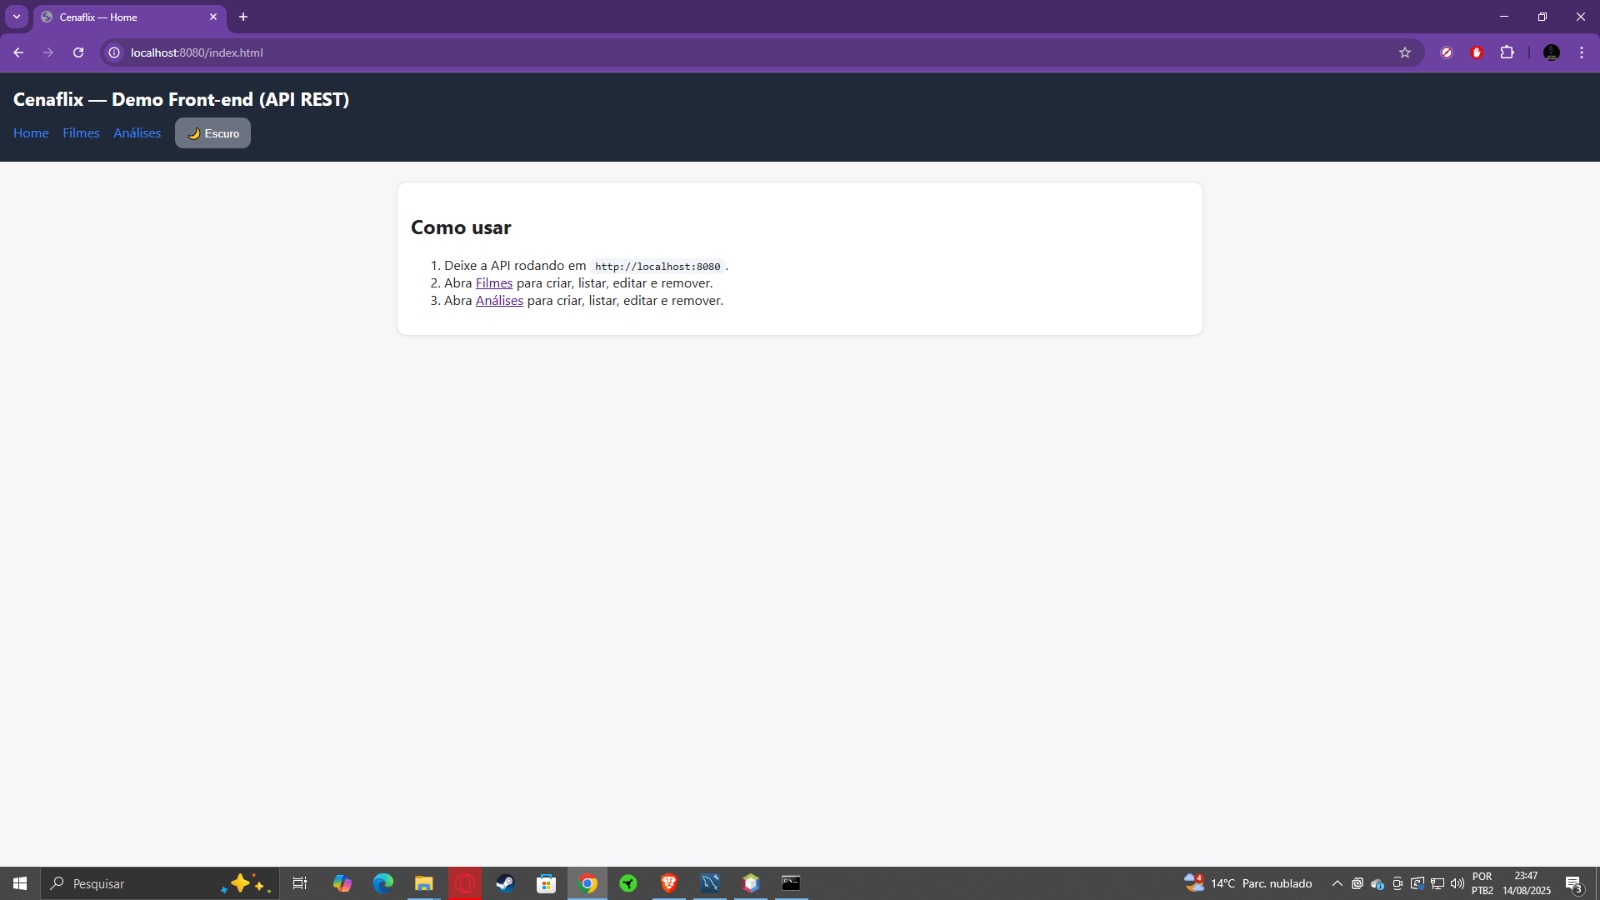 Cenaflix — Home
localhost:8080/index.html
Cenaflix — Demo Front-end (API REST)
Home Filmes Análises 🌙 Escuro
Como usar
1. Deixe a API rodando em http://localhost:8080 .
2. Abra Filmes para criar, listar, editar e remover.
3. Abra Análises para criar, listar, editar e remover.
Pesquisar
4
14°C Parc. nublado
POR
PTB2
23:47
14/08/2025
3